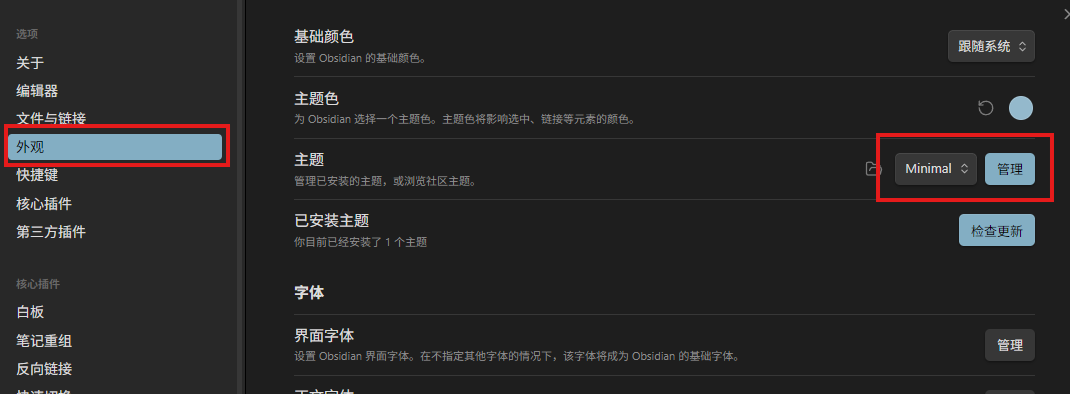 选项
关于
编辑器
文件与链接
外观
快捷键
核心插件
第三方插件
核心插件
白板
笔记重组
反向链接
基础颜色
设置 Obsidian 的基础颜色。
跟随系统
主题色
为 Obsidian 选择一个主题色。主题色将影响选中、链接等元素的颜色。
主题
管理已安装的主题，或浏览社区主题。
Minimal
管理
已安装主题
你目前已经安装了 1 个主题
检查更新
字体
界面字体
设置 Obsidian 界面字体。在不指定其他字体的情况下，该字体将成为 Obsidian 的基础字体。
管理